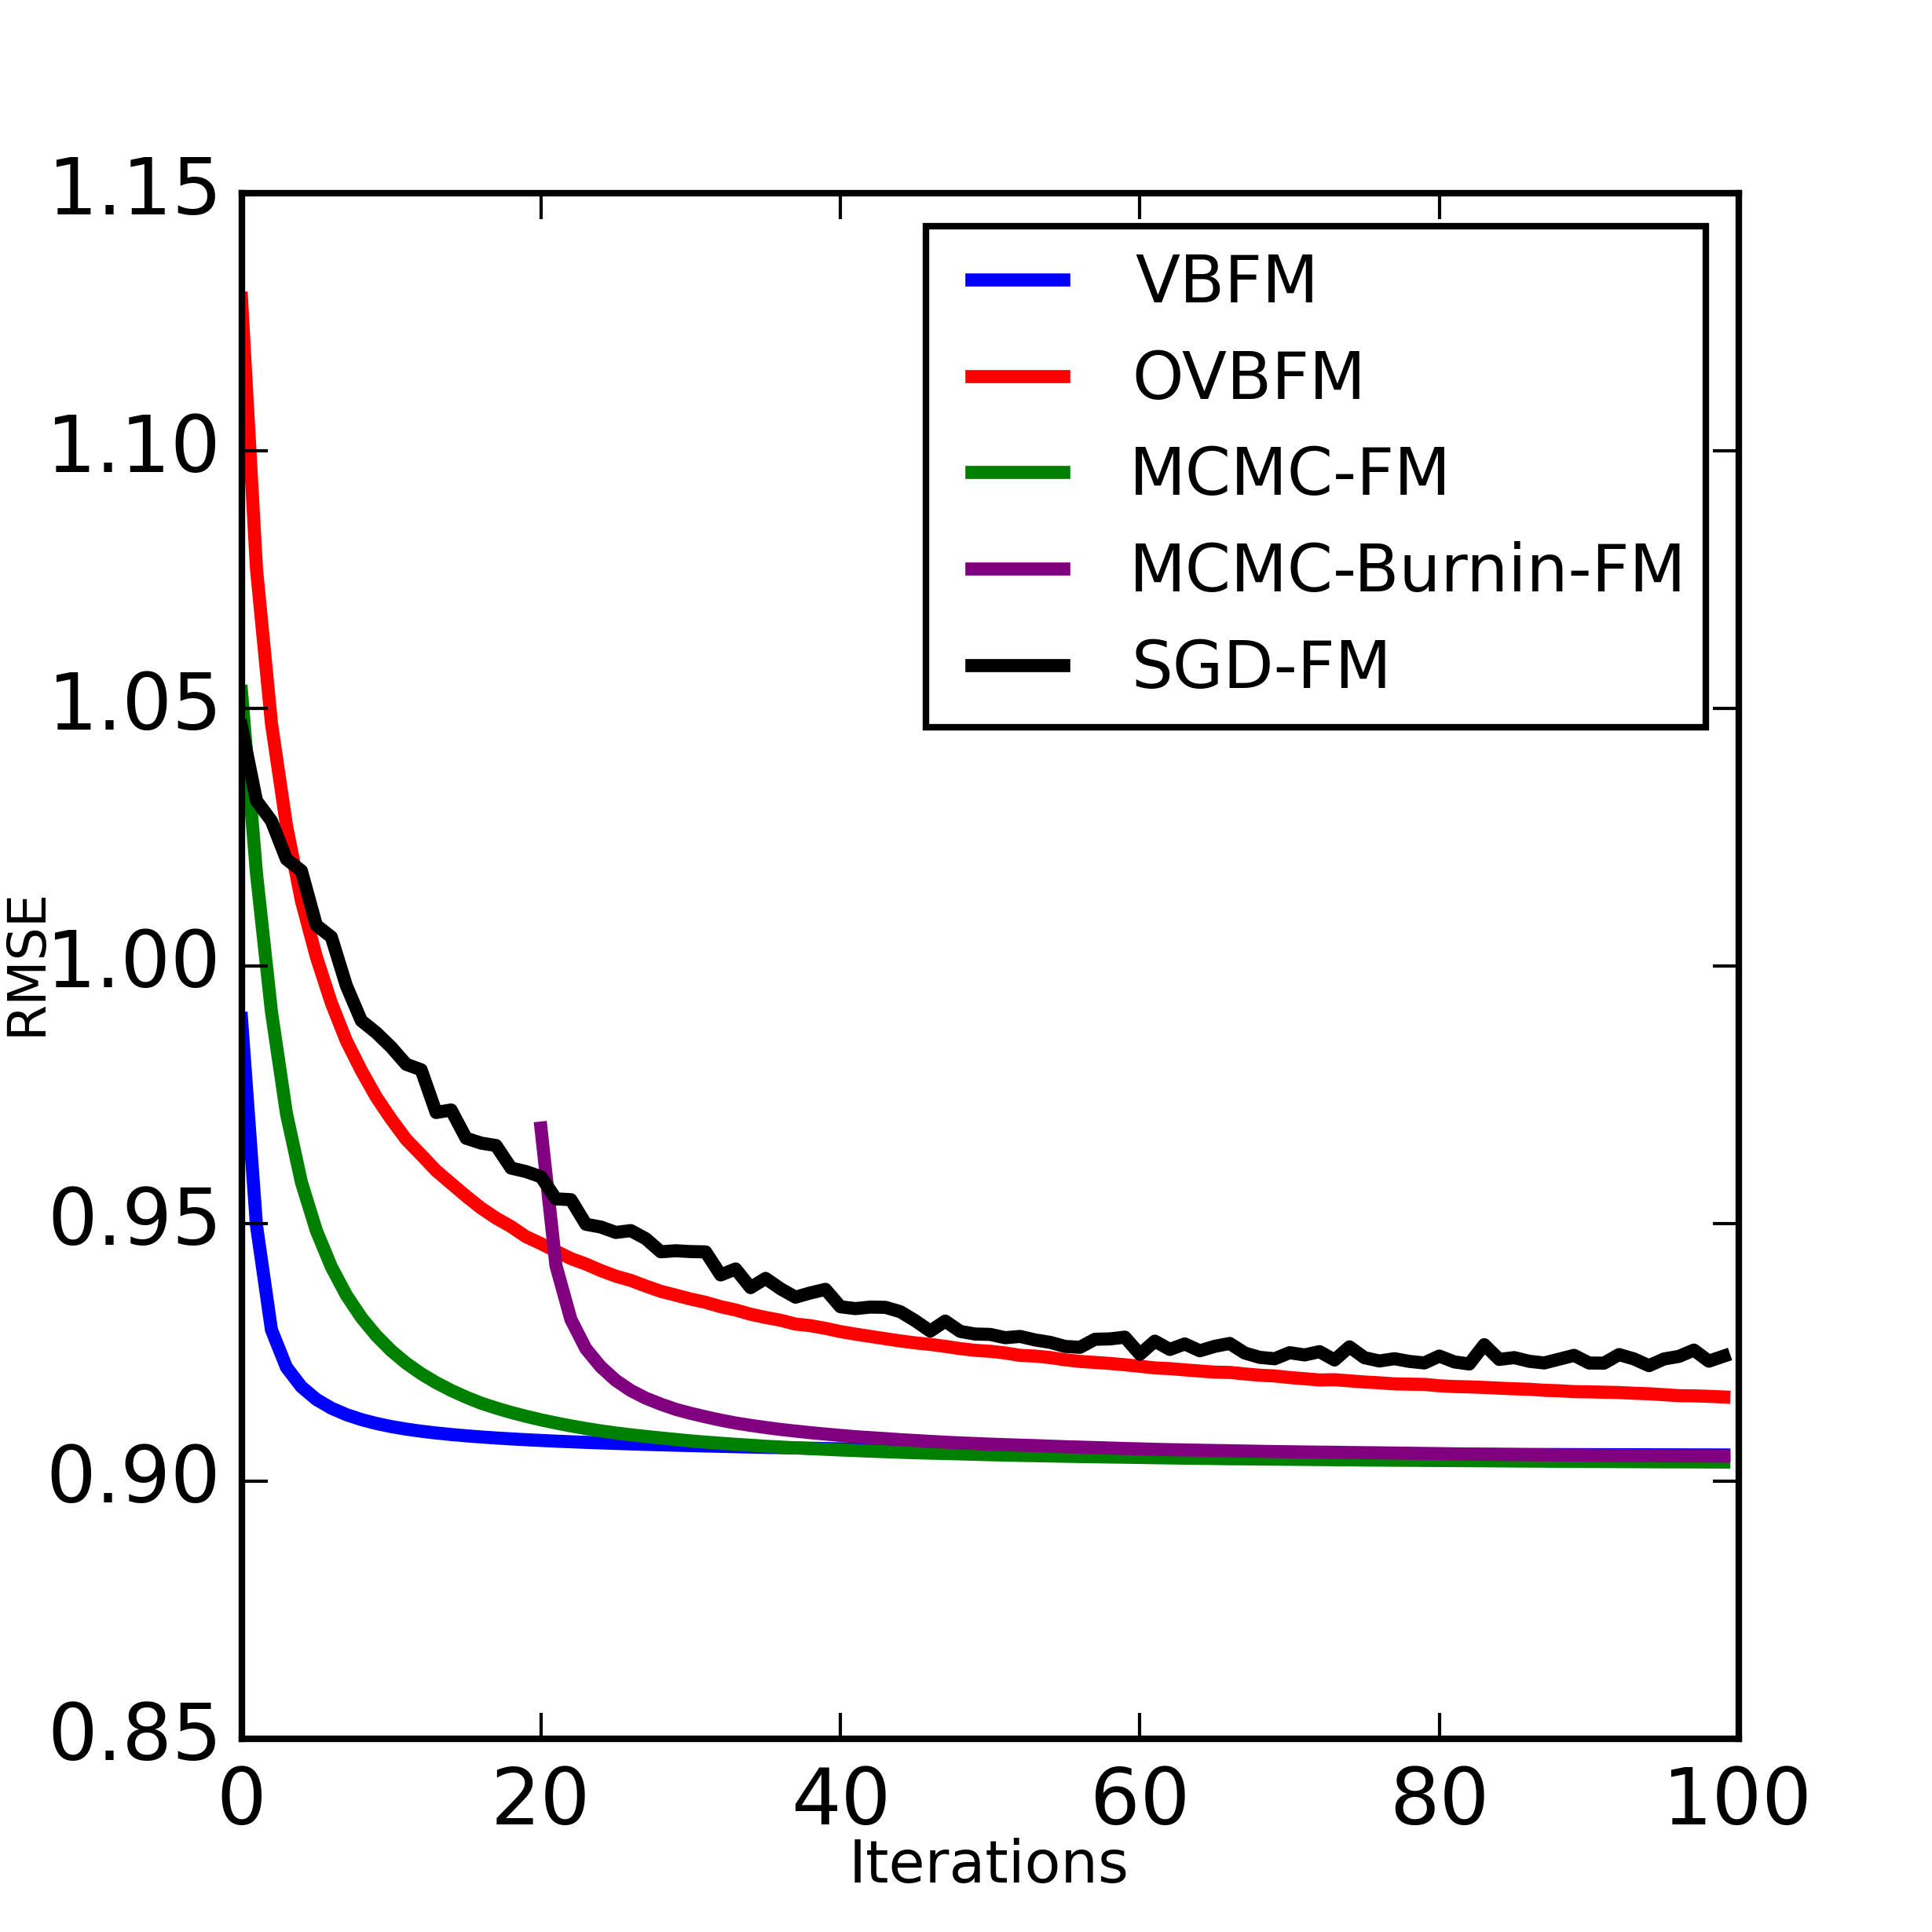 1.15
1.10
1.05
1.00
0.95
0.90
0.85
RMSE
VBFM
OVBFM
MCMC-FM
MCMC-Burnin-FM
SGD-FM
0 20 40 60 80 100
Iterations